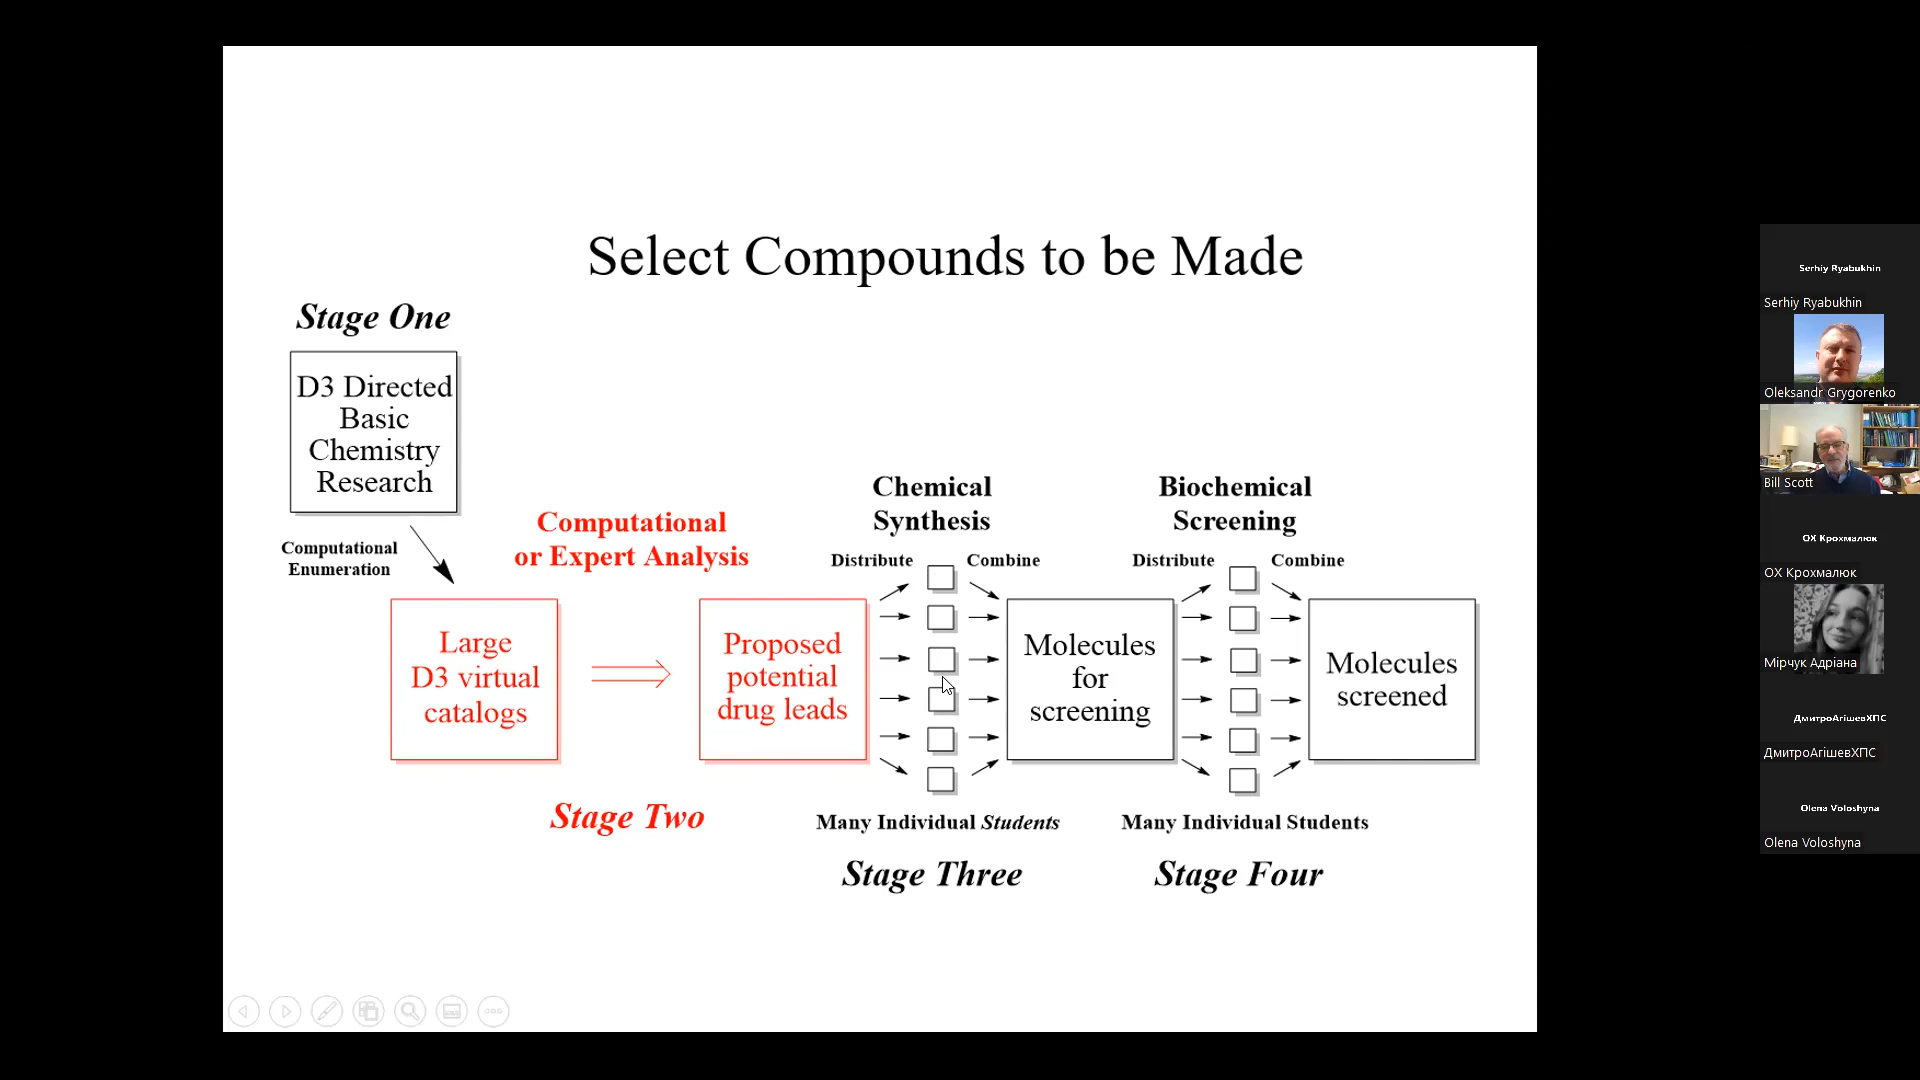 Select Compounds to be Made
Stage One
D3 Directed
Basic
Chemistry
Research
Computational
Enumeration
Computational
or Expert Analysis
Large
D3 virtual
catalogs
Proposed
potential
drug leads
Stage Two
Chemical
Synthesis
Distribute
Combine
Many Individual Students
Stage Three
Molecules
for
screening
Biochemical
Screening
Distribute
Combine
Many Individual Students
Stage Four
Molecules
screened
Serhiy Ryabukhin
Serhiy Ryabukhin
Oleksandr Grygorenko
Bill Scott
ОХ Крохмалюк
ОХ Крохмалюк
Мірчук Адріана
ДмитроАгішевХПС
ДмитроАгішевХПС
Olena Voloshyna
Olena Voloshyna